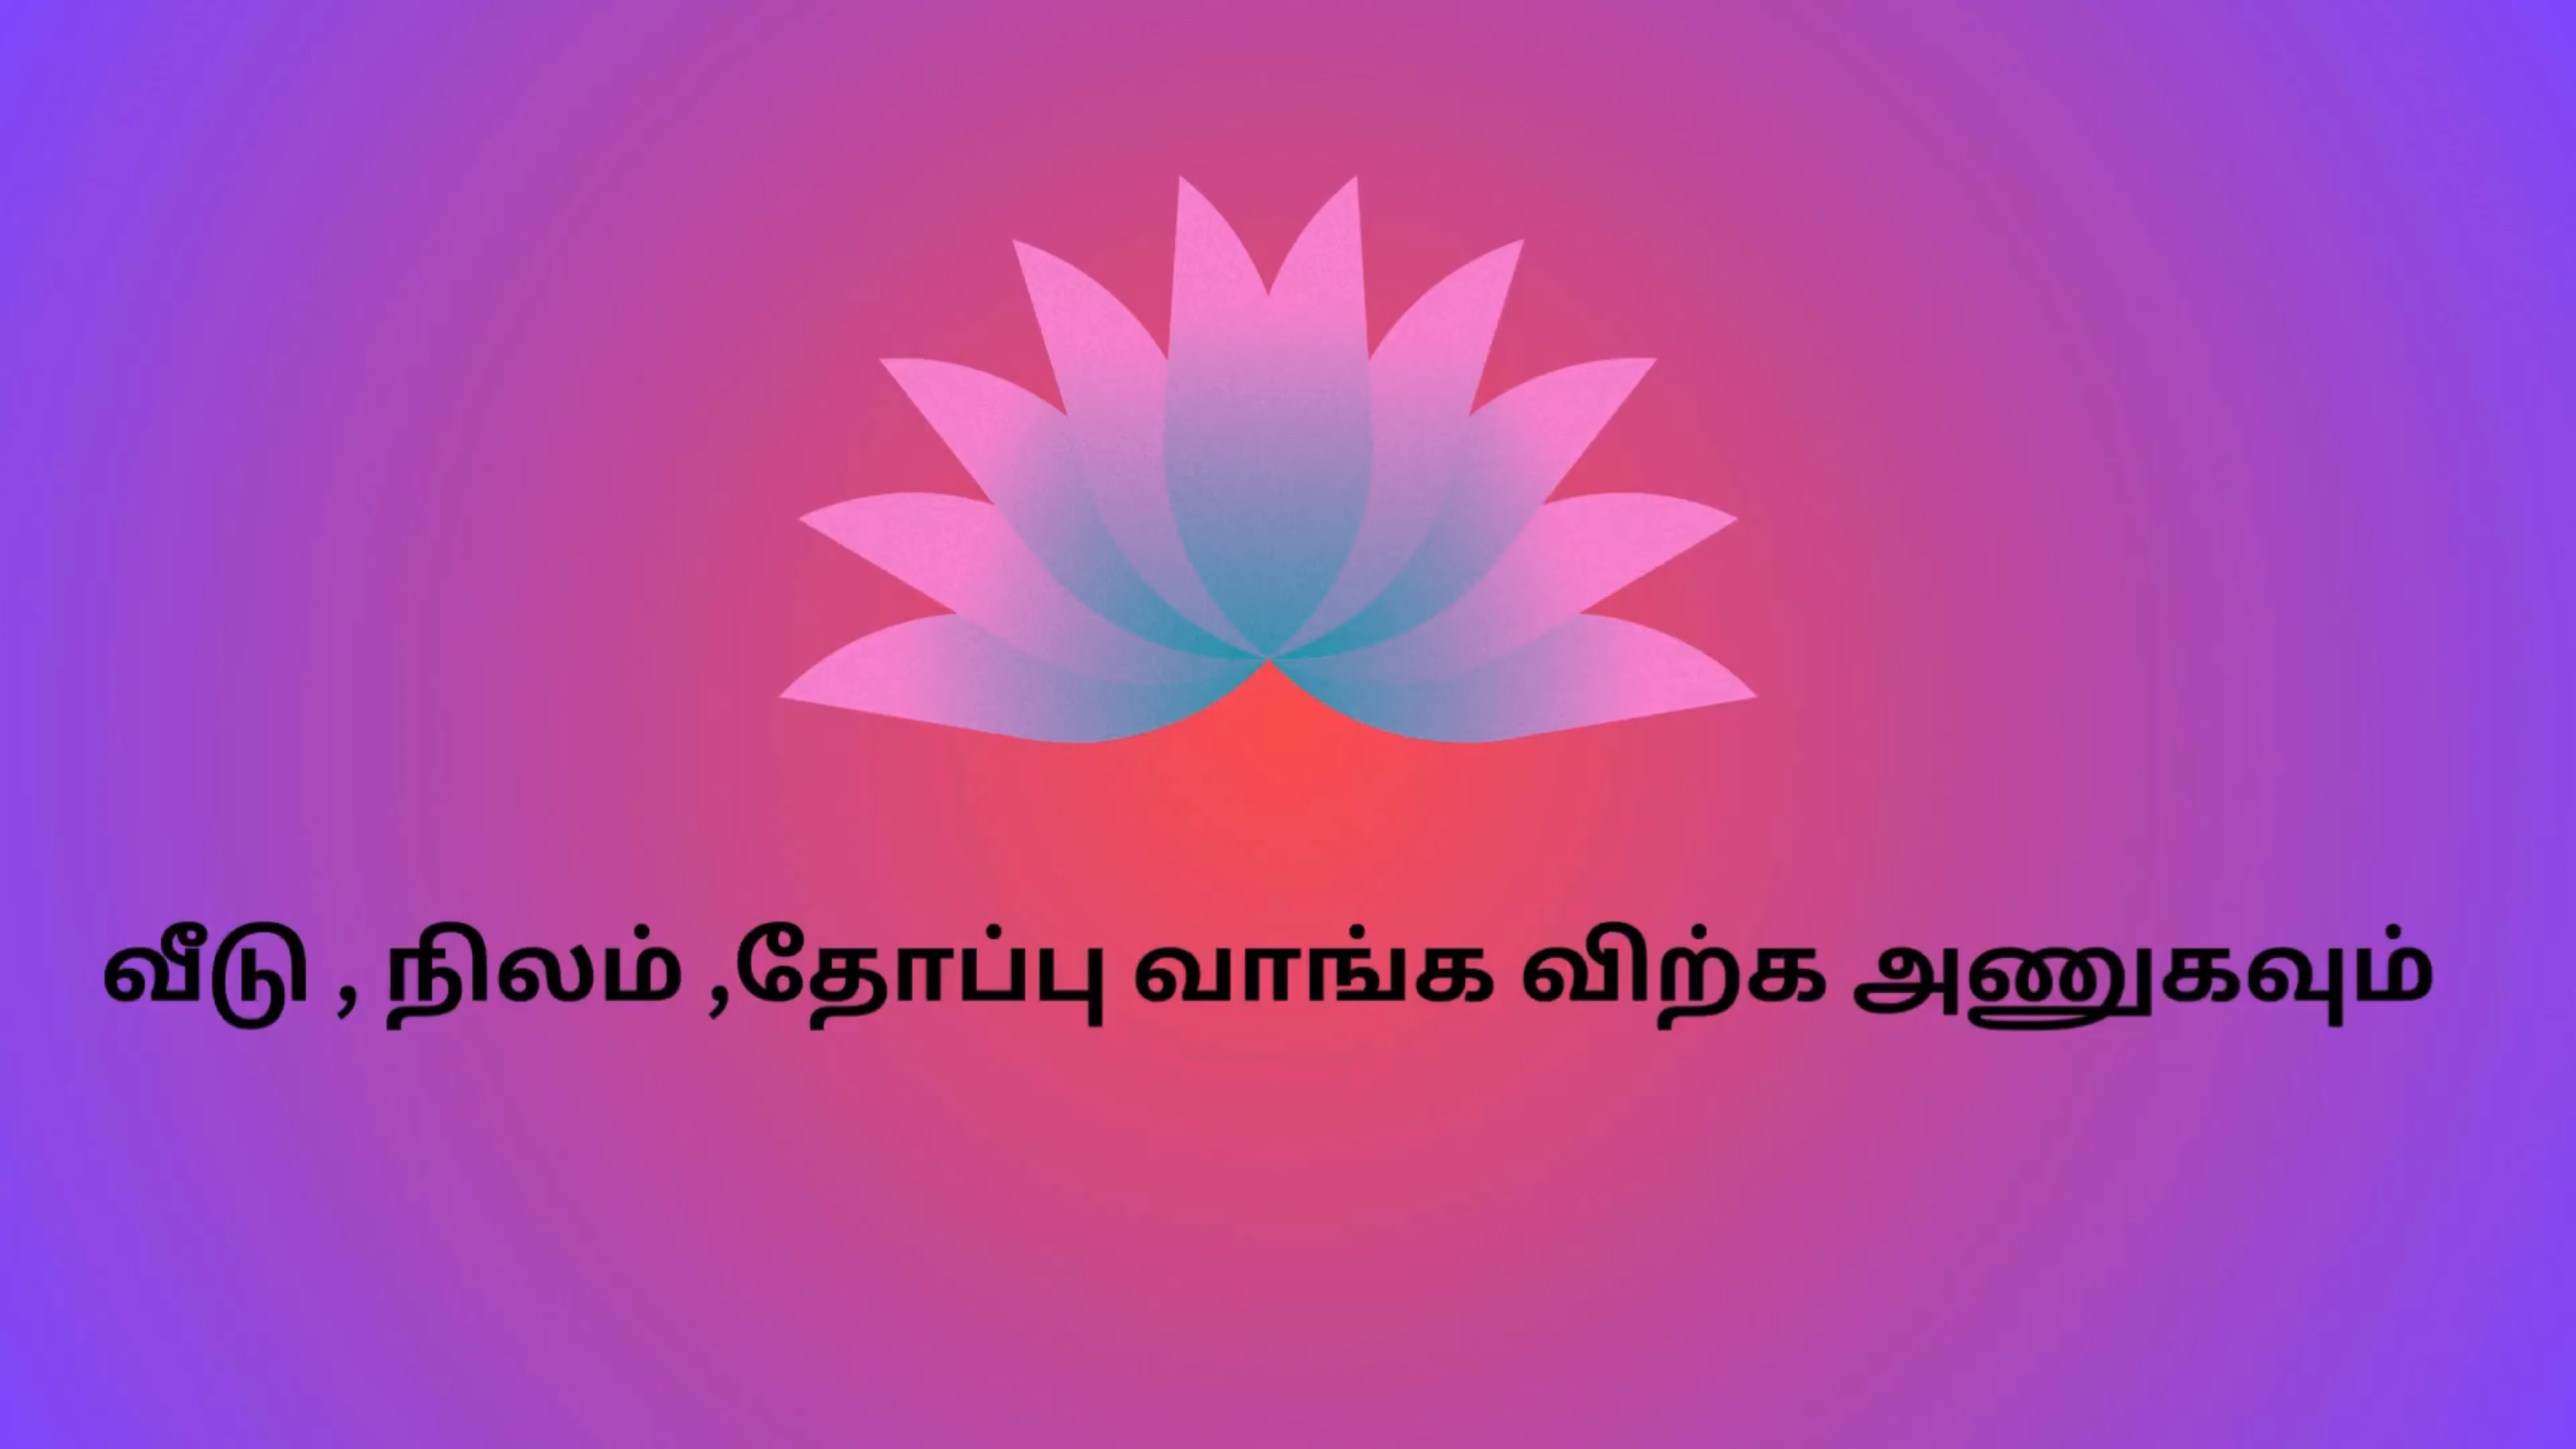 வீடு , நிலம் ,தோப்பு வாங்க விற்க அணுகவும்